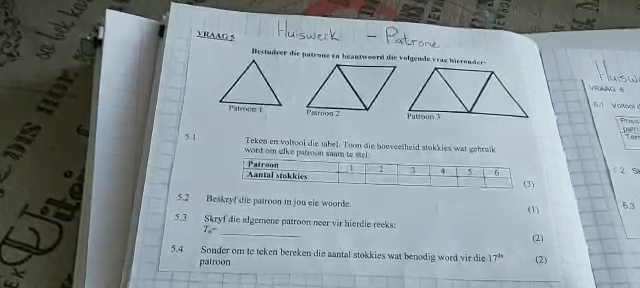 Huiswerk - Patrone
VRAAG 5
Bestudeer die patrone en beantwoord die volgende vrae hieronder:
Patroon 1
Patroon 2
Patroon 3
5.1 Teken en voltooi die tabel. Toon die hoeveelheid stokkies wat gebruik
word om elke patroon saam te stel:
Patroon 1 2 3 4 5 6
Aantal stokkies
(3)
5.2 Beskryf die patroon in jou eie woorde.
(1)
5.3 Skryf die algemene patroon neer vir hierdie reeks:
(2)
5.4 Sonder om te teken bereken die aantal stokkies wat benodig word vir die 17de
patroon (2)
VRAAG 6
6.1
6.3